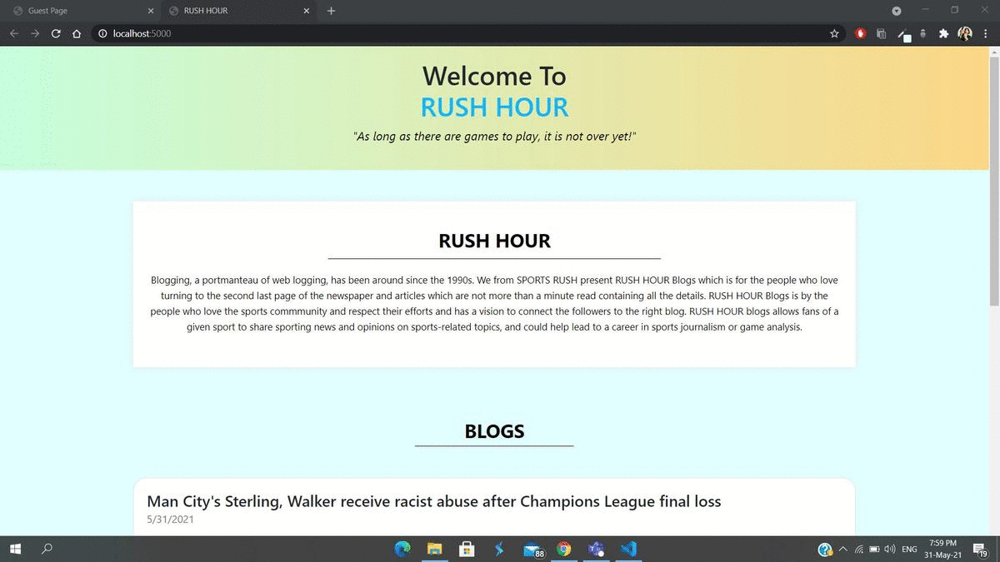 Guest Page
RUSH HOUR
localhost:5000
Welcome To
RUSH HOUR
"As long as there are games to play, it is not over yet!"
RUSH HOUR
Blogging, a portmanteau of web logging, has been around since the 1990s. We from SPORTS RUSH present RUSH HOUR Blogs which is for the people who love
turning to the second last page of the newspaper and articles which are not more than a minute read containing all the details. RUSH HOUR Blogs is by the
people who love the sports commmunity and respect their efforts and has a vision to connect the followers to the right blog. RUSH HOUR blogs allows fans of a
given sport to share sporting news and opinions on sports-related topics, and could help lead to a career in sports journalism or game analysis.
BLOGS
Man City's Sterling, Walker receive racist abuse after Champions League final loss
5/31/2021
88
ENG
7:59 PM
31-May-21
19